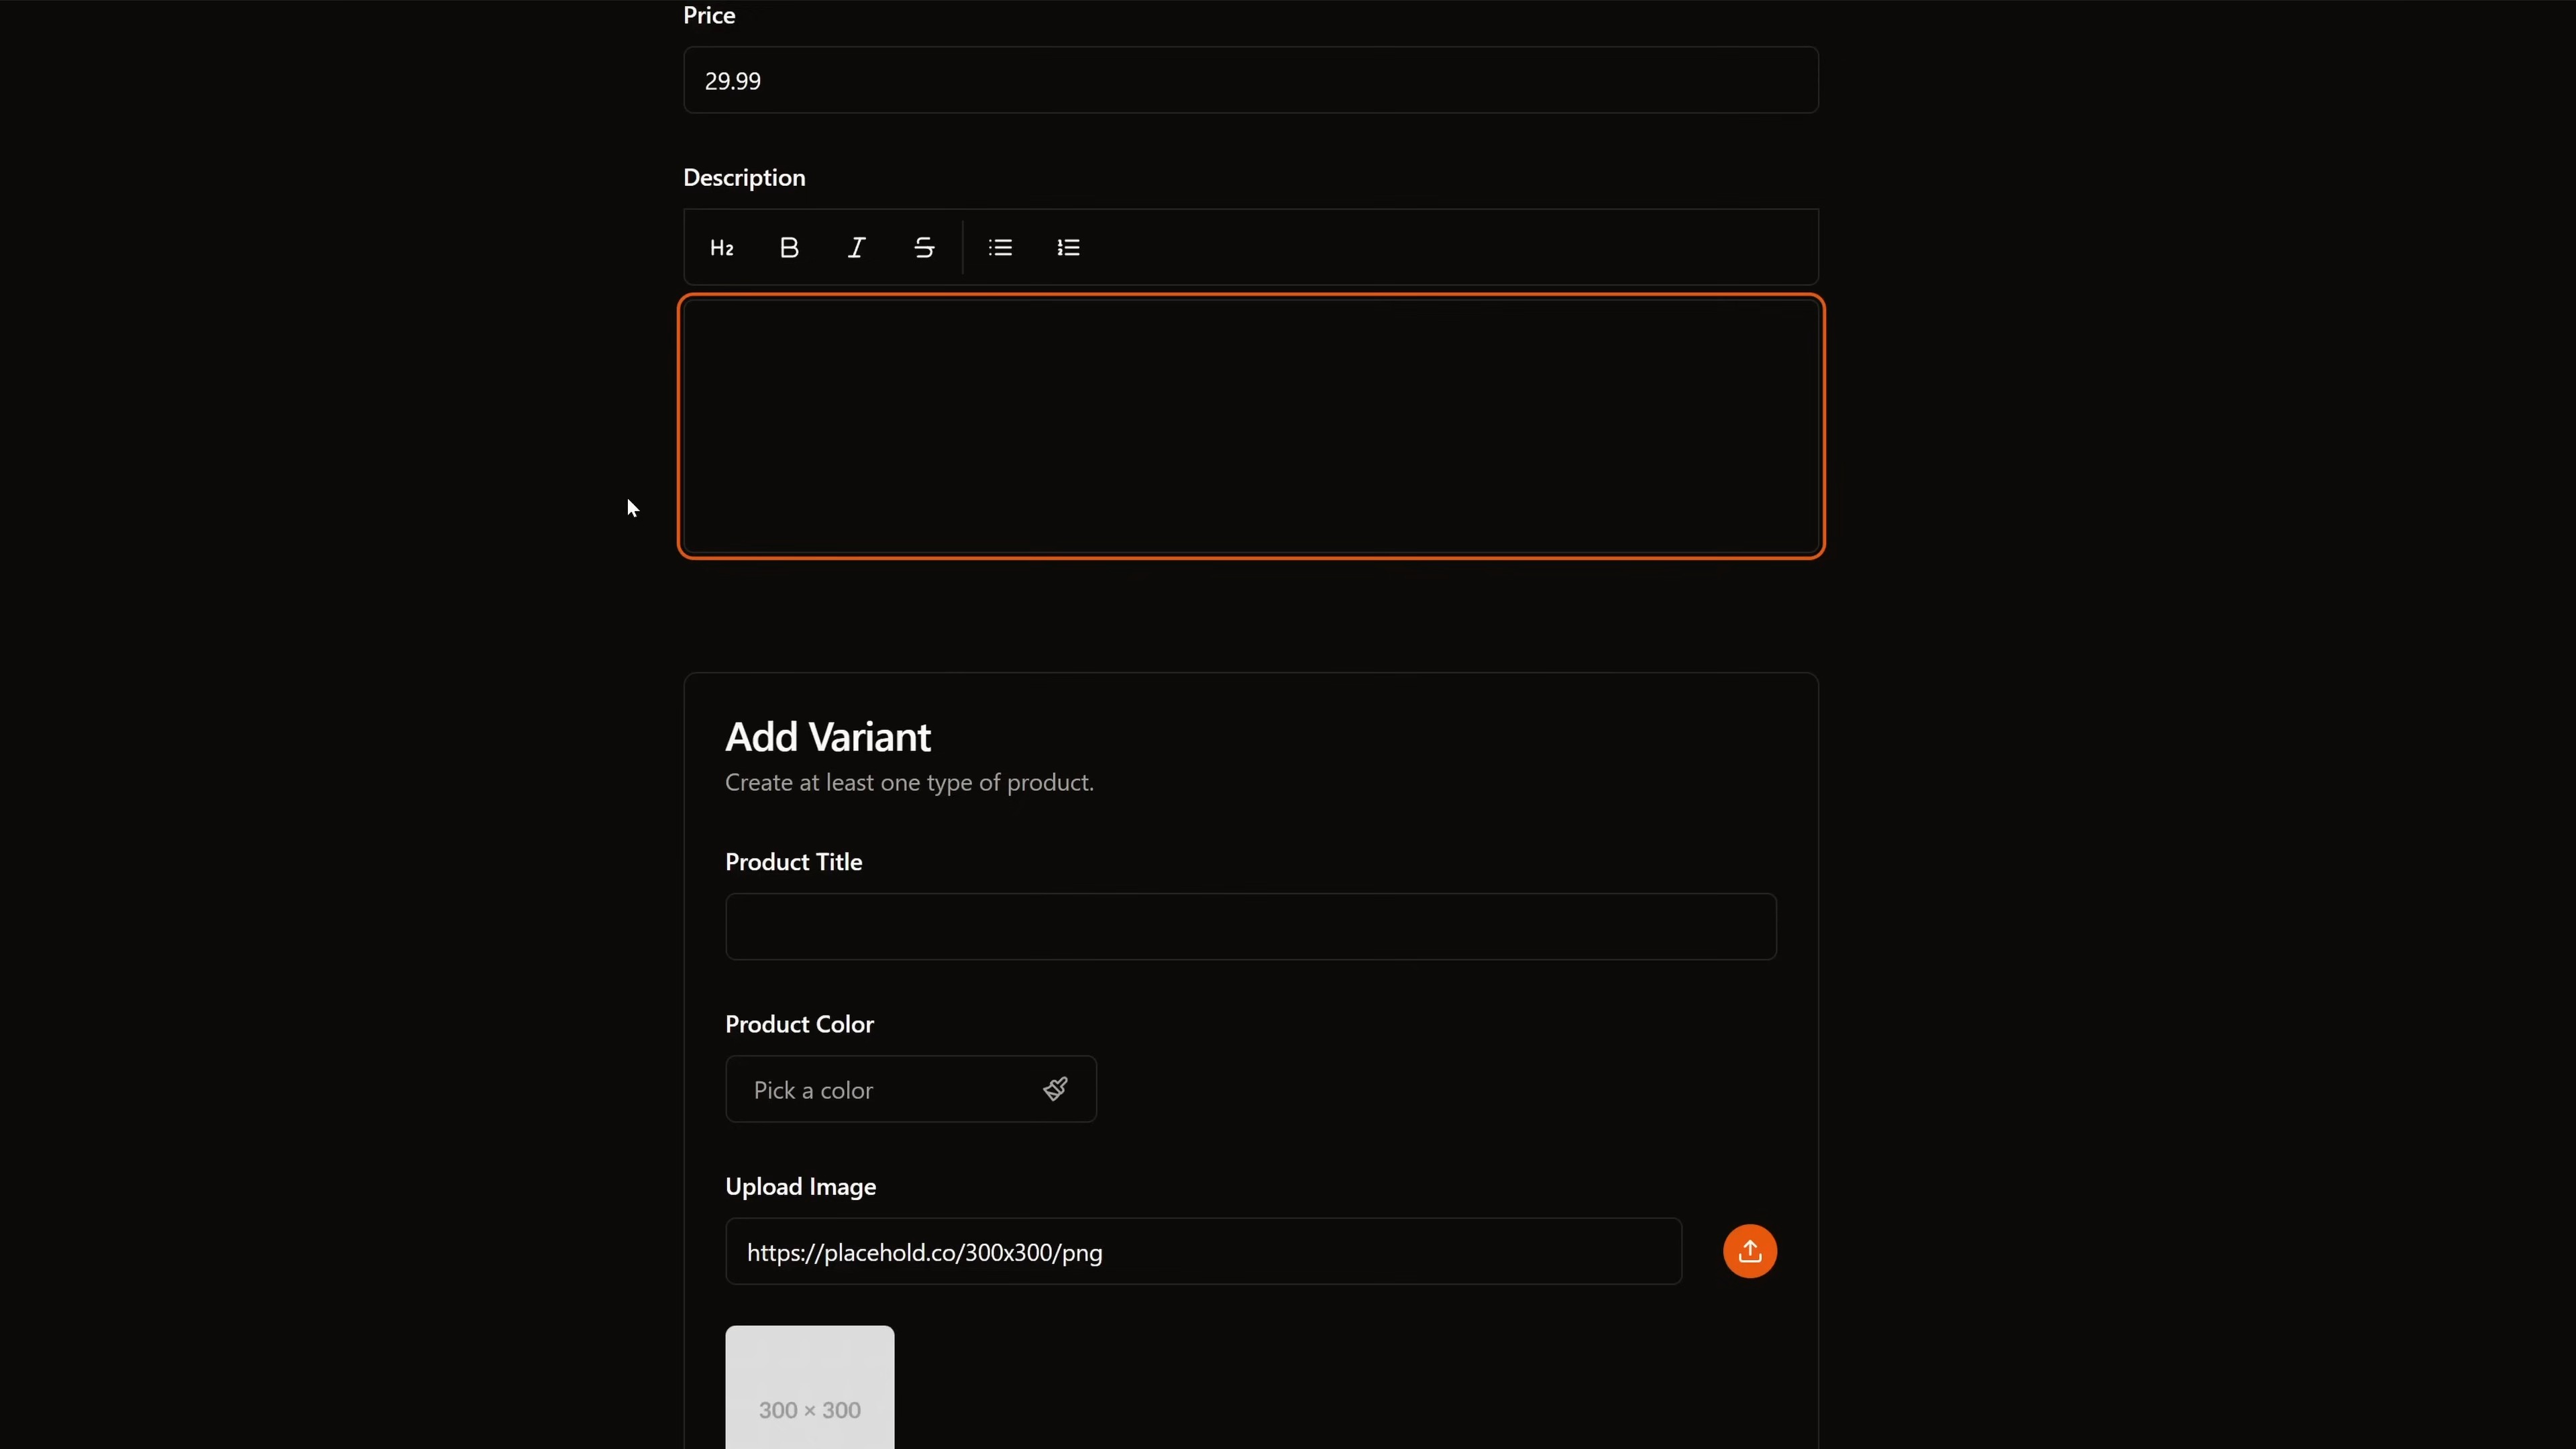 Price
29.99
Description
H2 B I S
Add Variant
Create at least one type of product.
Product Title
Product Color
Pick a color
Upload Image
https://placehold.co/300x300/png
300 × 300